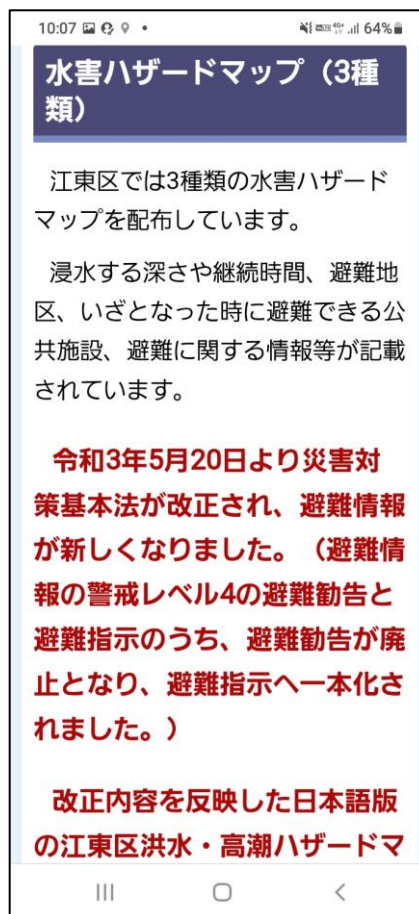 10:07 64%
水害ハザードマップ（3種
類）
江東区では3種類の水害ハザード
マップを配布しています。
浸水する深さや継続時間、避難地
区、いざとなった時に避難できる公
共施設、避難に関する情報等が記載
されています。
令和3年5月20日より災害対
策基本法が改正され、避難情報
が新しくなりました。（避難情
報の警戒レベル4の避難勧告と
避難指示のうち、避難勧告が廃
止となり、避難指示へ一本化さ
れました。）
改正内容を反映した日本語版
の江東区洪水・高潮ハザードマ